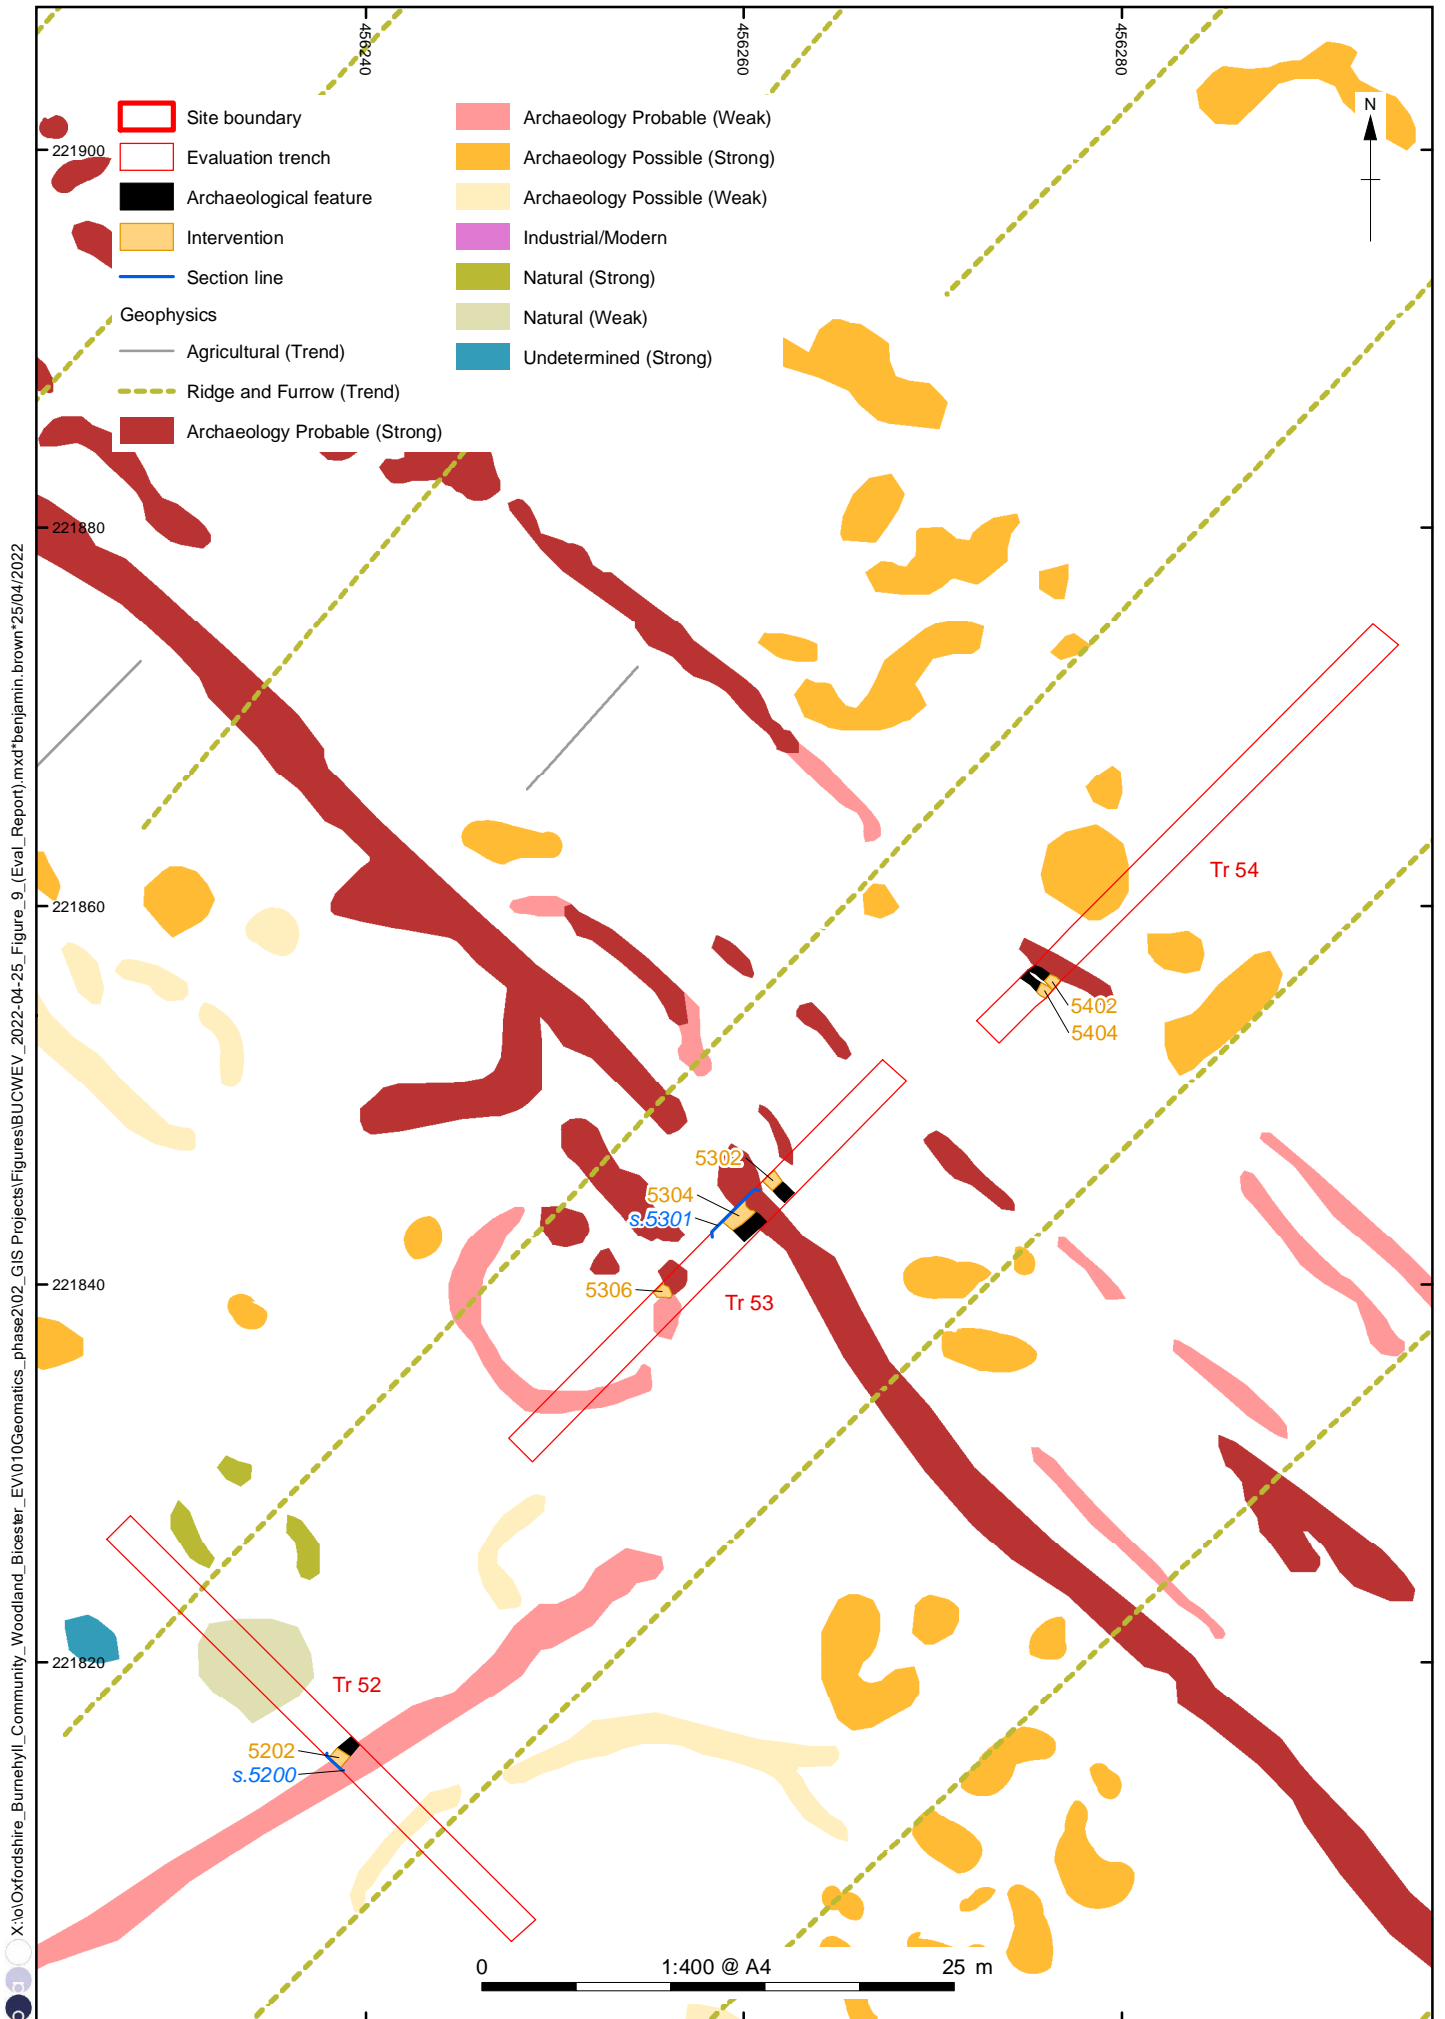 456240
456260
456280
Site boundary
Evaluation trench
Archaeological feature
Intervention
Section line
Geophysics
Agricultural (Trend)
Ridge and Furrow (Trend)
Archaeology Probable (Strong)
Archaeology Probable (Weak)
Archaeology Possible (Strong)
Archaeology Possible (Weak)
Industrial/Modern
Natural (Strong)
Natural (Weak)
Undetermined (Strong)
N
221900
221880
221860
221840
221820
Tr 54
5402
5404
5302
5304
s.5301
5306
Tr 53
Tr 52
5202
s.5200
0 1:400 @ A4 25 m
X:\o\Oxfordshire_Burnehyll_Community_Woodland_Bicester_EV\010Geomatics_phase2\02_GIS Projects\Figures\BUCWEV_2022-04-25_Figure_9_(Eval_Report).mxd*benjamin.brown*25/04/2022